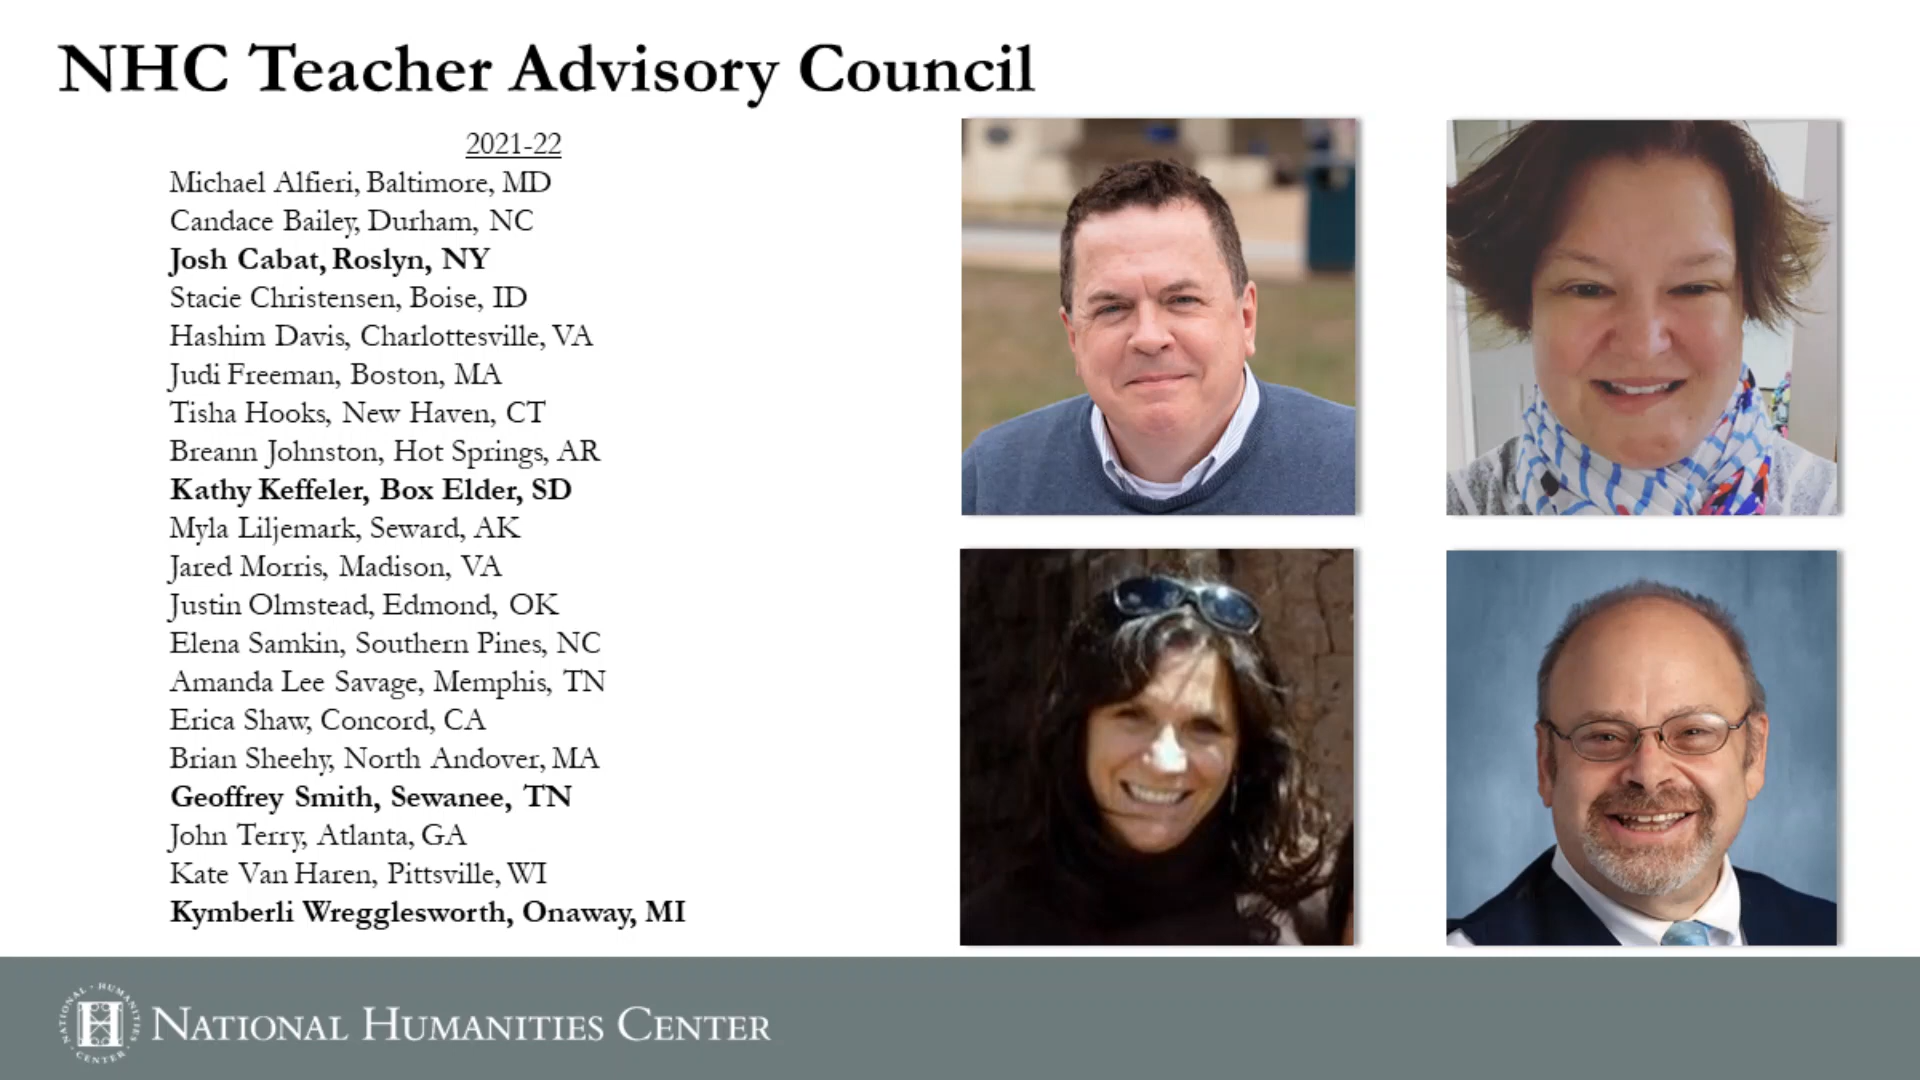 NHC Teacher Advisory Council
2021-22
Michael Alfieri, Baltimore, MD
Candace Bailey, Durham, NC
Josh Cabat, Roslyn, NY
Stacie Christensen, Boise, ID
Hashim Davis, Charlottesville, VA
Judi Freeman, Boston, MA
Tisha Hooks, New Haven, CT
Breann Johnston, Hot Springs, AR
Kathy Keffeler, Box Elder, SD
Myla Liljemark, Seward, AK
Jared Morris, Madison, VA
Justin Olmstead, Edmond, OK
Elena Samkin, Southern Pines, NC
Amanda Lee Savage, Memphis, TN
Erica Shaw, Concord, CA
Brian Sheehy, North Andover, MA
Geoffrey Smith, Sewanee, TN
John Terry, Atlanta, GA
Kate Van Haren, Pittsville, WI
Kymberli Wregglesworth, Onaway, MI
NATIONAL · HUMANITIES · CENTER ·
NATIONAL HUMANITIES CENTER